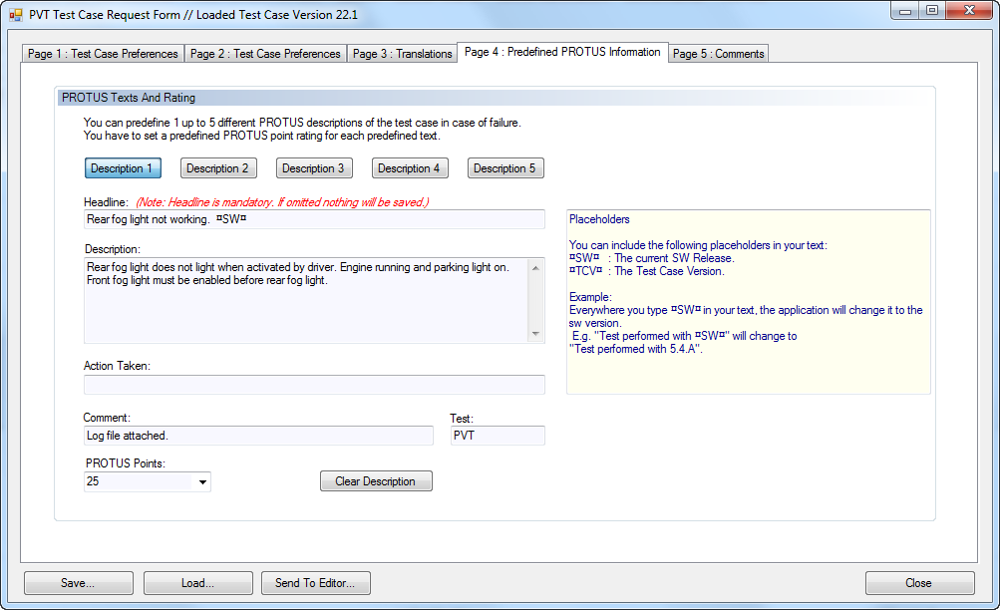 PVT Test Case Request Form // Loaded Test Case Version 22.1
Page 1 : Test Case Preferences Page 2 : Test Case Preferences Page 3 : Translations Page 4 : Predefined PROTUS Information Page 5 : Comments
PROTUS Texts And Rating
You can predefine 1 up to 5 different PROTUS descriptions of the test case in case of failure.
You have to set a predefined PROTUS point rating for each predefined text.
Description 1 Description 2 Description 3 Description 4 Description 5
Headline: (Note: Headline is mandatory. If omitted nothing will be saved.)
Rear fog light not working. ¤SW¤
Description:
Rear fog light does not light when activated by driver. Engine running and parking light on.
Front fog light must be enabled before rear fog light.
Action Taken:
Comment:
Log file attached.
Test:
PVT
PROTUS Points:
25
Clear Description
Placeholders
You can include the following placeholders in your text:
¤SW¤ : The current SW Release.
¤TCV¤ : The Test Case Version.
Example:
Everywhere you type ¤SW¤ in your text, the application will change it to the
sw version.
E.g. "Test performed with ¤SW¤" will change to
"Test performed with 5.4.A".
Save... Load... Send To Editor... Close